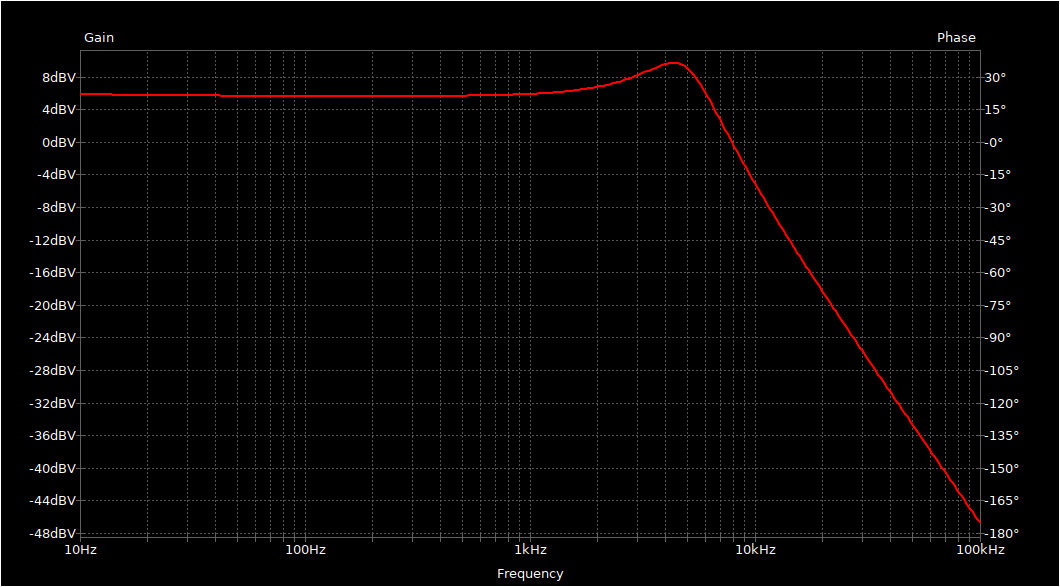 Gain Phase
8dBV 30°
4dBV 15°
0dBV -0°
-4dBV -15°
-8dBV -30°
-12dBV -45°
-16dBV -60°
-20dBV -75°
-24dBV -90°
-28dBV -105°
-32dBV -120°
-36dBV -135°
-40dBV -150°
-44dBV -165°
-48dBV -180°
10Hz 100Hz 1kHz 10kHz 100kHz
Frequency